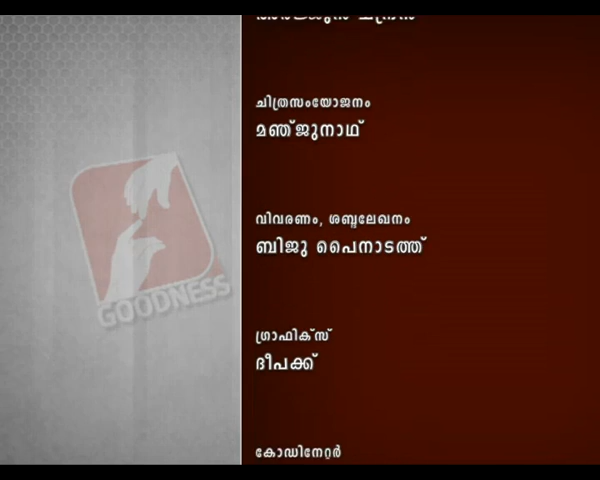 ചിത്രസംയോജനം
മഞ്ജുനാഥ്
വിവരണം, ശബ്ദലേഖനം
ബിജു പൈനാടത്ത്
ഗ്രാഫിക്സ്
ദീപക്ക്
കോഡിനേറ്റർ
GOODNESS